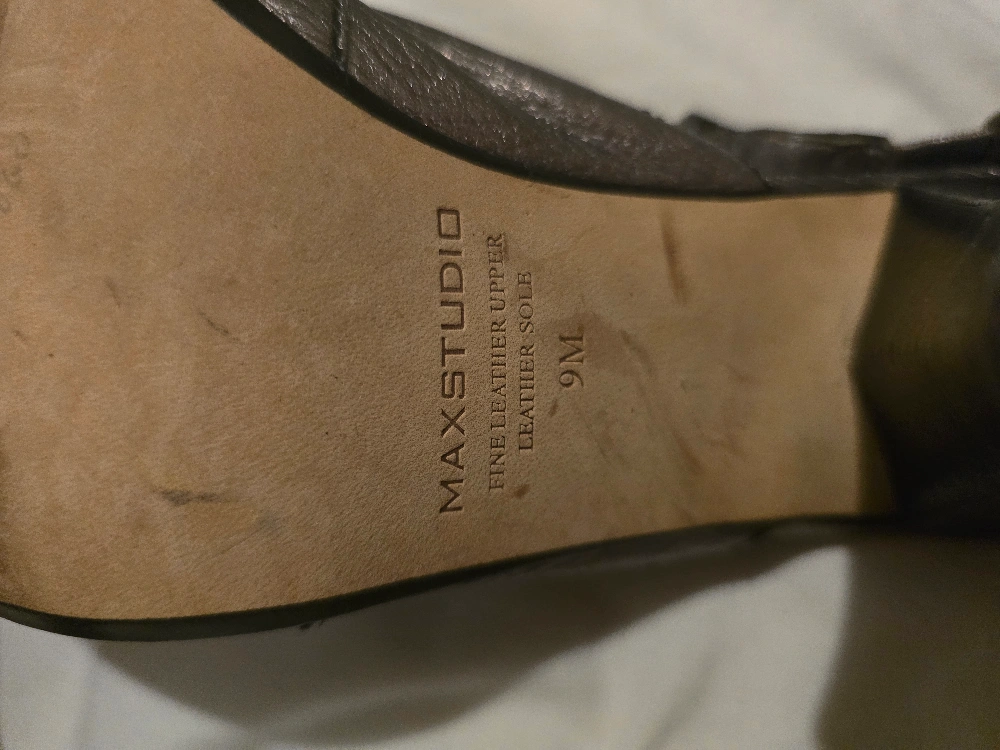 MAXSTUDIO
FINE LEATHER UPPER
LEATHER SOLE
9M